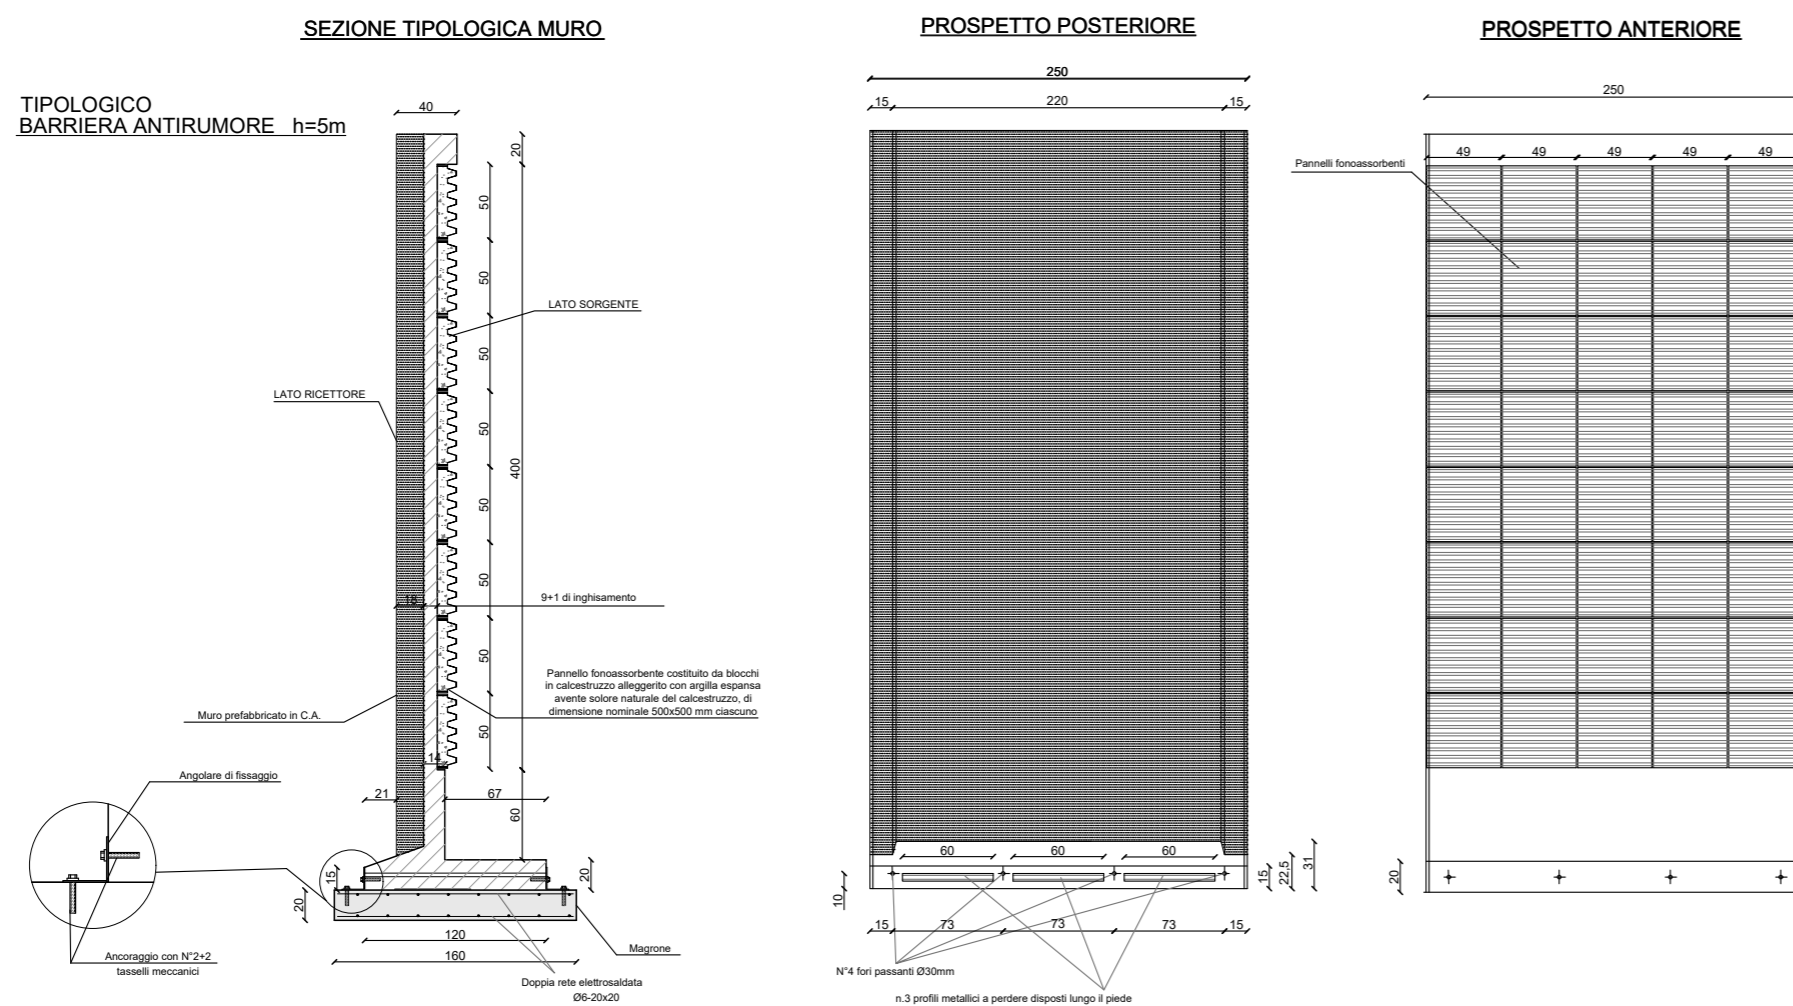 SEZIONE TIPOLOGICA MURO
PROSPETTO POSTERIORE
PROSPETTO ANTERIORE
TIPOLOGICO
BARRIERA ANTIRUMORE h=5m
40
20
50
50
50
50
50
50
50
50
400
60
LATO SORGENTE
LATO RICETTORE
18
9+1 di inghisamento
Pannello fonoassorbente costituito da blocchi
in calcestruzzo alleggerito con argilla espansa
avente solore naturale del calcestruzzo, di
dimensione nominale 500x500 mm ciascuno
Muro prefabbricato in C.A.
14
Angolare di fissaggio
21
67
15
20
20
120
160
Magrone
Ancoraggio con N°2+2
tasselli meccanici
Doppia rete elettrosaldata
Ø6-20x20
250
15
220
15
60
60
60
10
15
22,5
31
15
73
73
73
15
N°4 fori passanti Ø30mm
n.3 profili metallici a perdere disposti lungo il piede
250
49
49
49
49
49
Pannelli fonoassorbenti
20